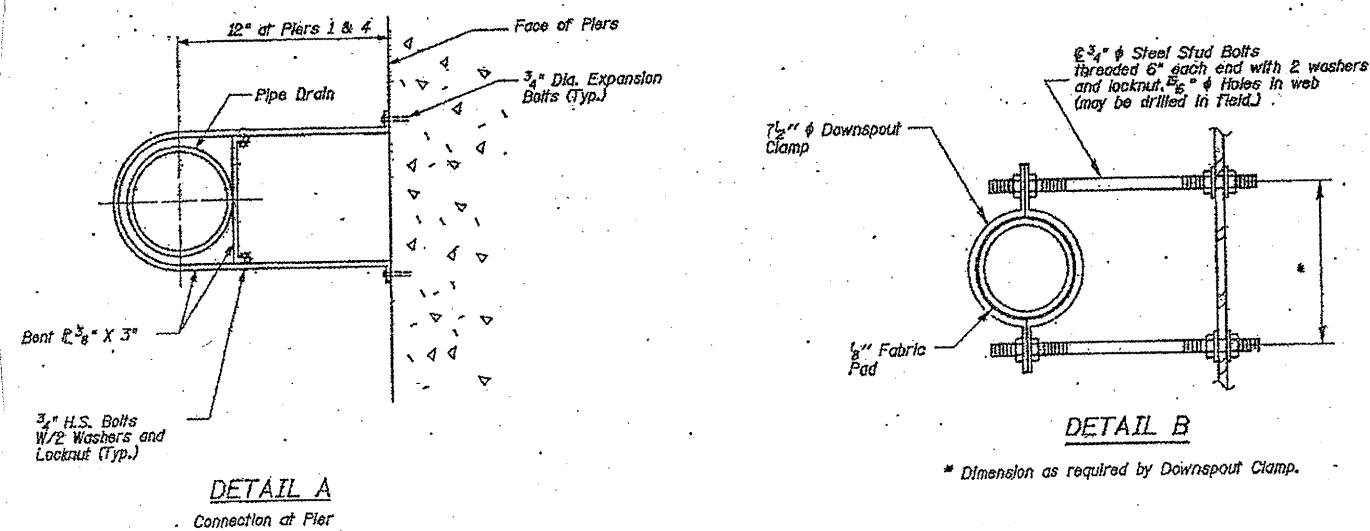 12" at Piers 1 & 4
Face of Piers
3/4" Dia. Expansion
Bolts (Typ.)
Pipe Drain
Bent ℄ 3/8" X 3"
3/4" H.S. Bolts
W/2 Washers and
Locknut (Typ.)
DETAIL A
Connection at Pier
℄ 3/4" ϕ Steel Stud Bolts
threaded 6" each end with 2 washers
and locknut. 15/16" ϕ Holes in web
(may be drilled in field.)
7 1/2" ϕ Downspout
Clamp
*
1/8" Fabric
Pad
DETAIL B
* Dimension as required by Downspout Clamp.